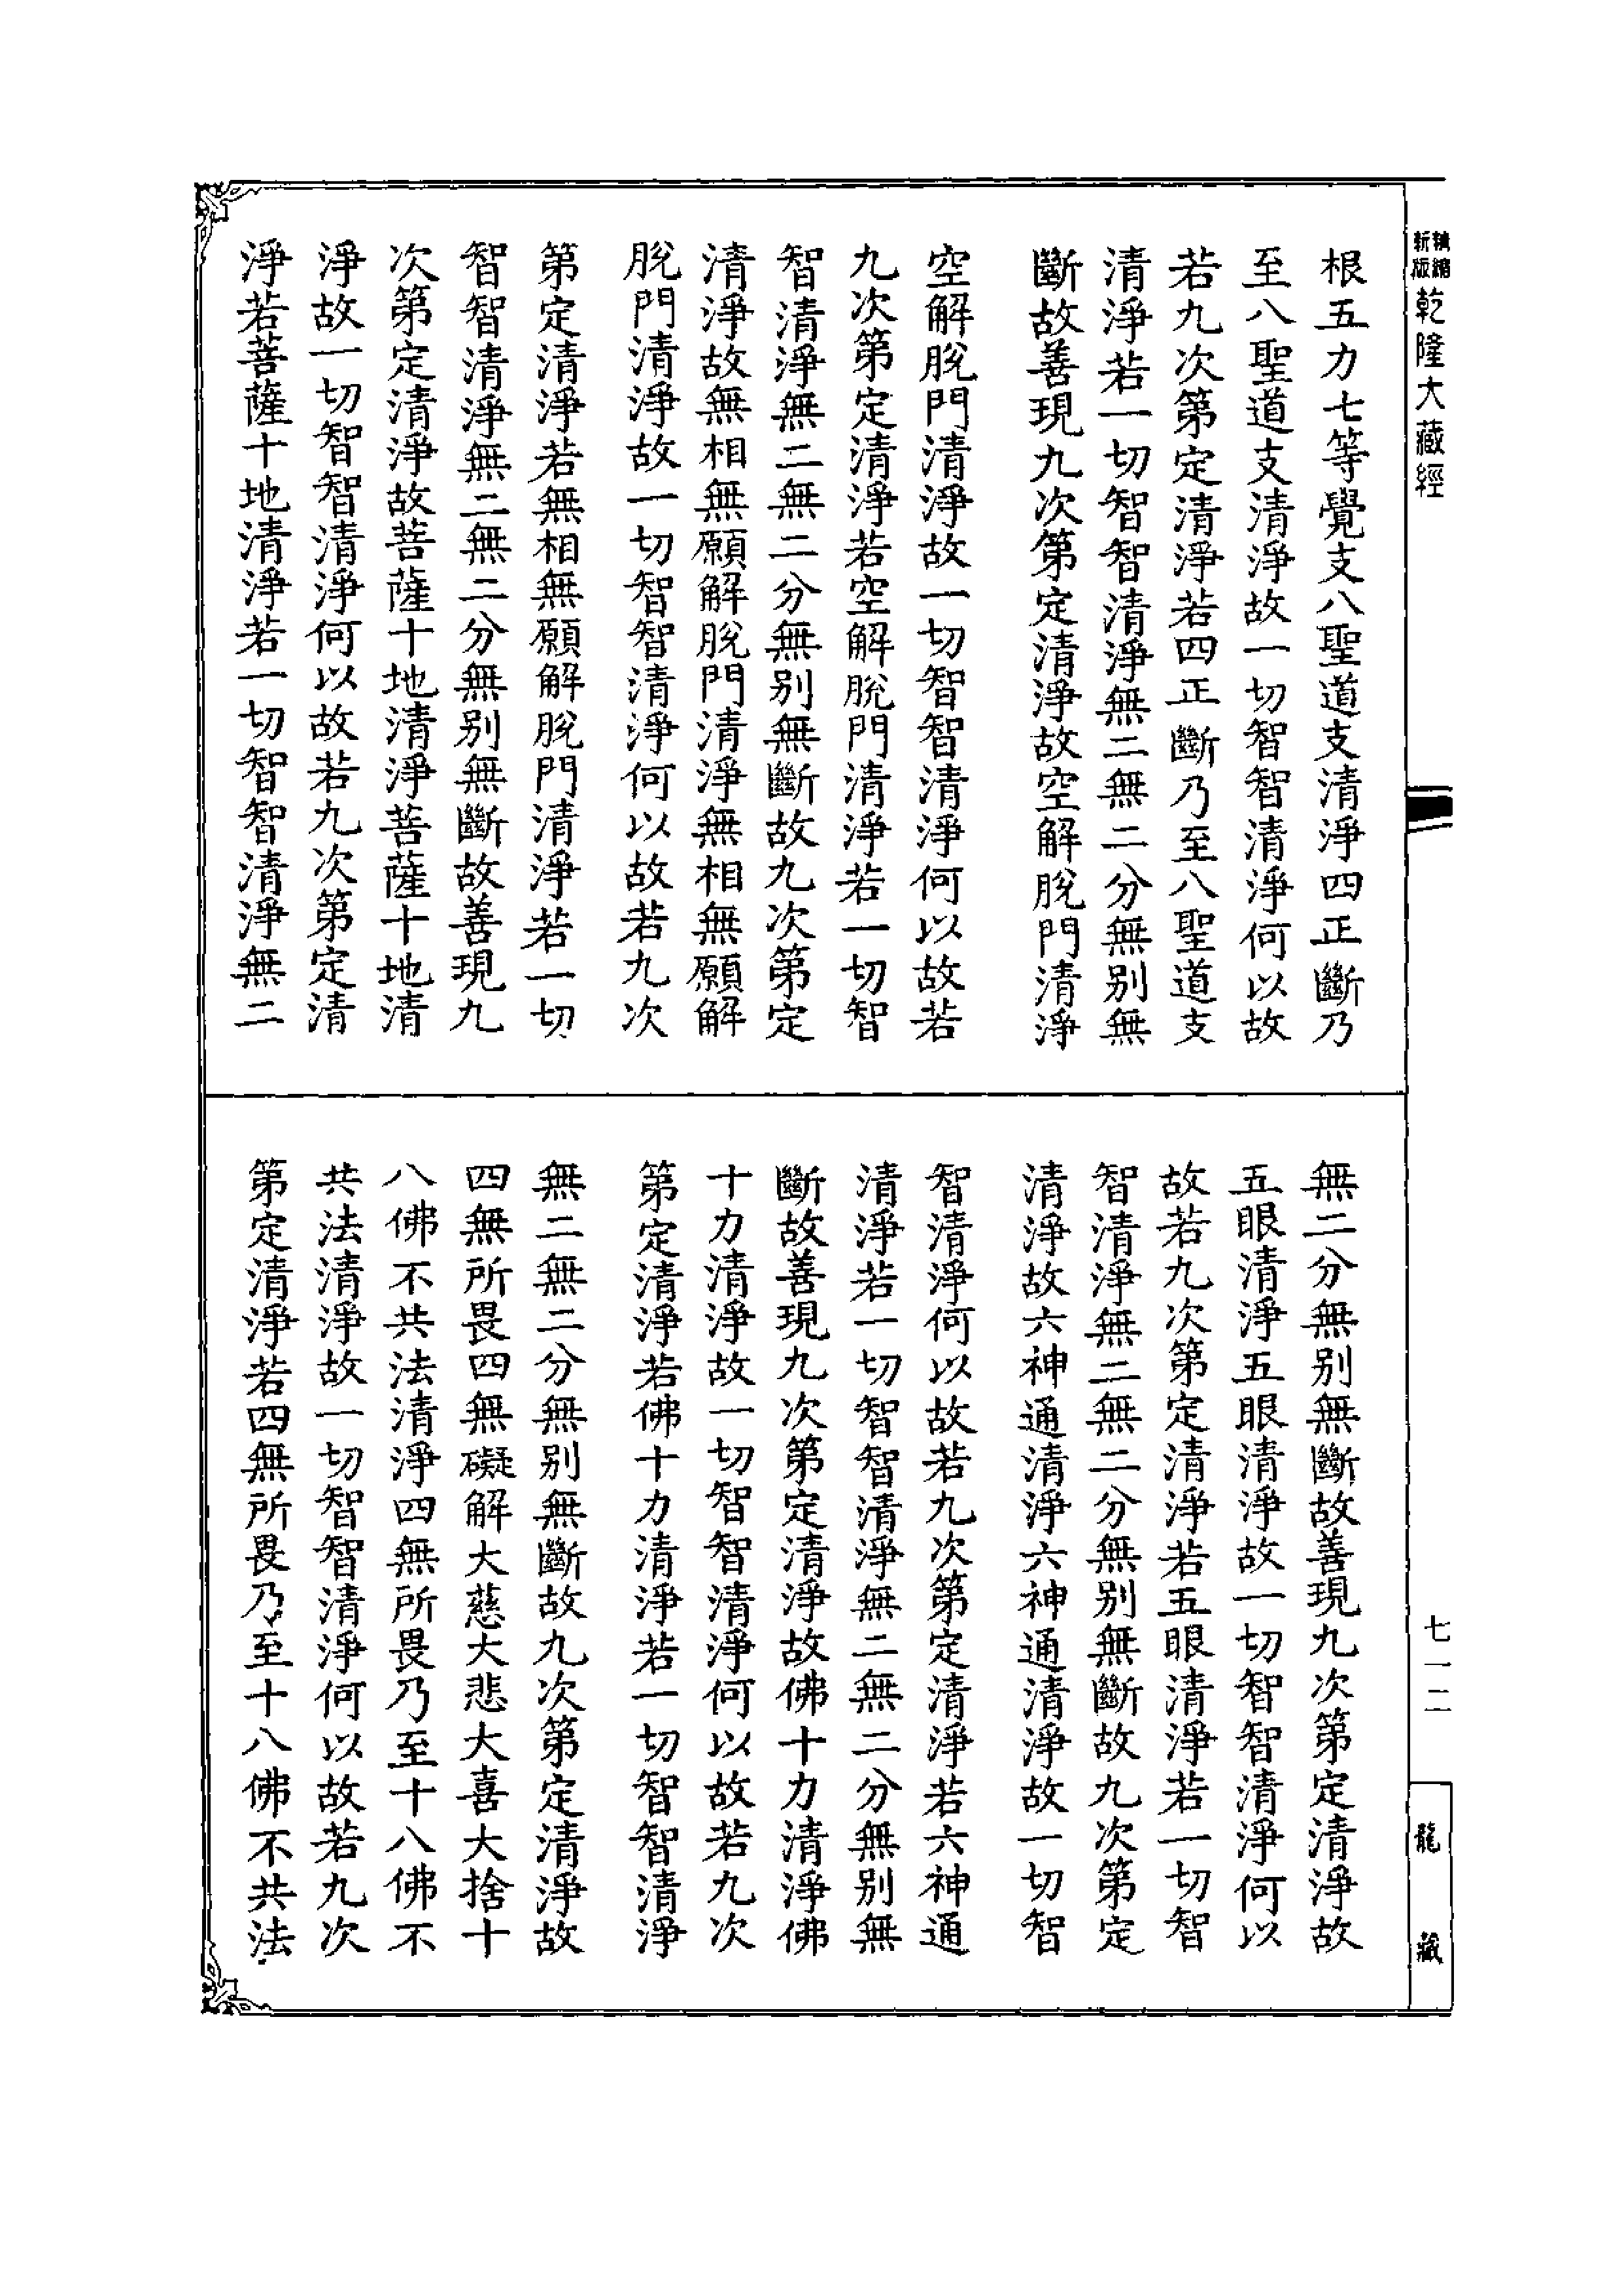 精縮新版乾隆大藏經
根五力七等覺支八聖道支清淨四正斷乃
至八聖道支清淨故一切智智清淨何以故
若九次第定清淨若四正斷乃至八聖道支
清淨若一切智智清淨無二無二分無別無
斷故善現九次第定清淨故空解脫門清淨
空解脫門清淨故一切智智清淨何以故若
九次第定清淨若空解脫門清淨若一切智
智清淨無二無二分無別無斷故九次第定
清淨故無相無願解脫門清淨無相無願解
脫門清淨故一切智智清淨何以故若九次
第定清淨若無相無願解脫門清淨若一切
智智清淨無二無二分無別無斷故善現九
次第定清淨故菩薩十地清淨菩薩十地清
淨故一切智智清淨何以故若九次第定清
淨若菩薩十地清淨若一切智智清淨無二
無二分無別無斷故善現九次第定清淨故
五眼清淨五眼清淨故一切智智清淨何以
故若九次第定清淨若五眼清淨若一切智
智清淨無二無二分無別無斷故九次第定
清淨故六神通清淨六神通清淨故一切智
智清淨何以故若九次第定清淨若六神通
清淨若一切智智清淨無二無二分無別無
斷故善現九次第定清淨故佛十力清淨佛
十力清淨故一切智智清淨何以故若九次
第定清淨若佛十力清淨若一切智智清淨
無二無二分無別無斷故九次第定清淨故
四無所畏四無礙解大慈大悲大喜大捨十
八佛不共法清淨四無所畏乃至十八佛不
共法清淨故一切智智清淨何以故若九次
第定清淨若四無所畏乃至十八佛不共法
七一二
龍藏